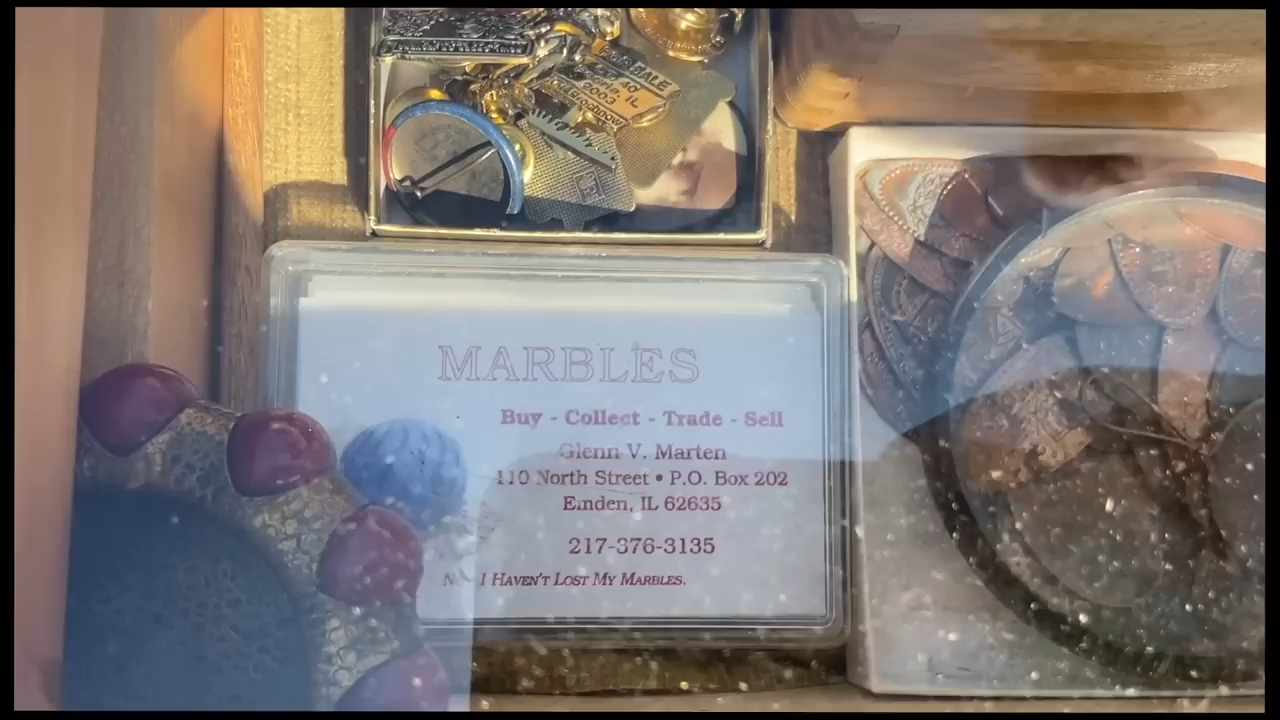 2003
MARBLES
Buy - Collect - Trade - Sell
Glenn V. Marten
110 North Street • P.O. Box 202
Emden, IL 62635
217-376-3135
I HAVEN'T LOST MY MARBLES.